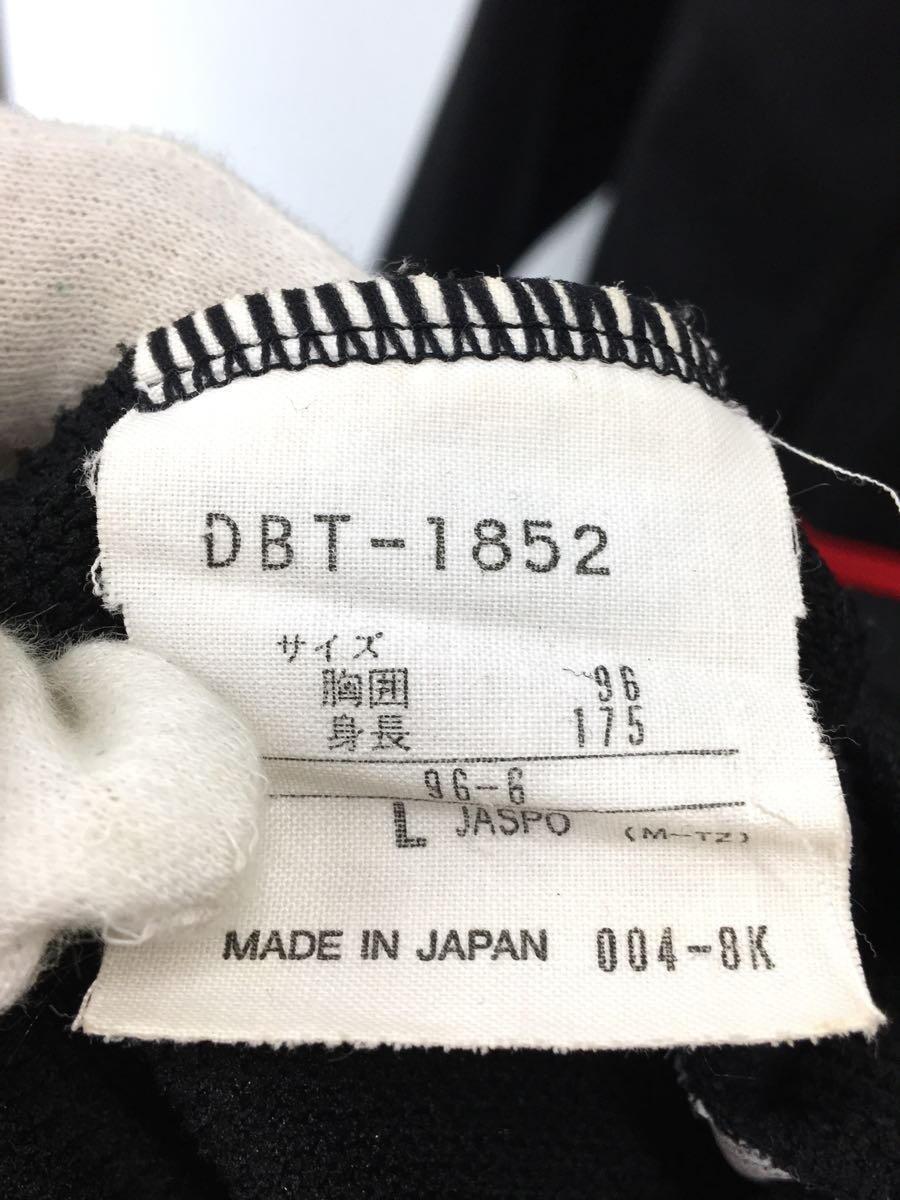 DBT-1852
サイズ
胸囲 96
身長 175
96-6
L JASPO (M-TZ)
MADE IN JAPAN 004-8K